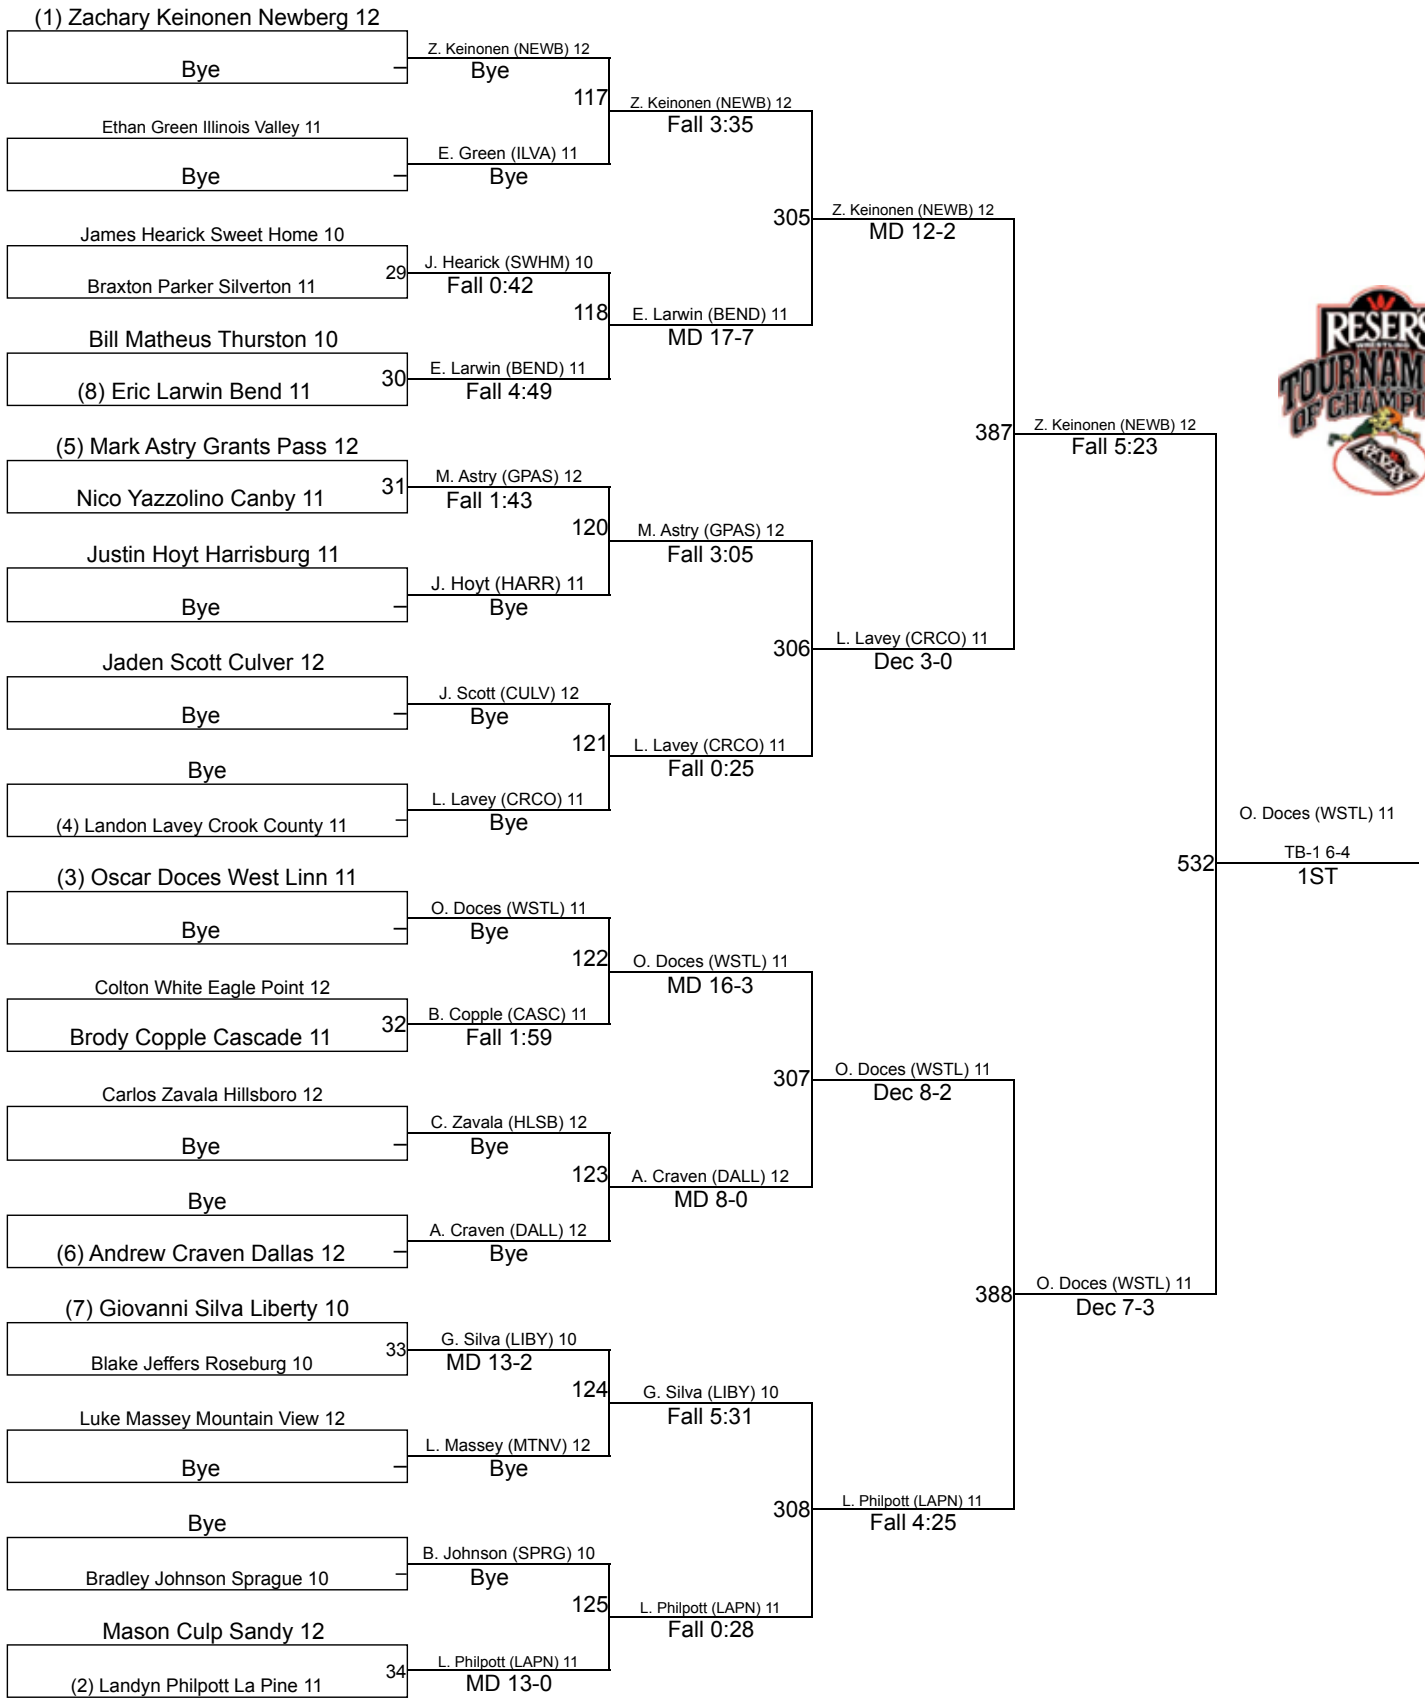 (1) Zachary Keinonen Newberg 12
Bye
Ethan Green Illinois Valley 11
Bye
James Hearick Sweet Home 10
29
Braxton Parker Silverton 11
Bill Matheus Thurston 10
30
(8) Eric Larwin Bend 11
(5) Mark Astry Grants Pass 12
31
Nico Yazzolino Canby 11
Justin Hoyt Harrisburg 11
Bye
Jaden Scott Culver 12
Bye
Bye
(4) Landon Lavey Crook County 11
(3) Oscar Doces West Linn 11
Bye
Colton White Eagle Point 12
32
Brody Copple Cascade 11
Carlos Zavala Hillsboro 12
Bye
Bye
(6) Andrew Craven Dallas 12
(7) Giovanni Silva Liberty 10
33
Blake Jeffers Roseburg 10
Luke Massey Mountain View 12
Bye
Bye
Bradley Johnson Sprague 10
Mason Culp Sandy 12
34
(2) Landyn Philpott La Pine 11
Z. Keinonen (NEWB) 12
Bye
117
E. Green (ILVA) 11
Bye
J. Hearick (SWHM) 10
Fall 0:42
118
E. Larwin (BEND) 11
Fall 4:49
M. Astry (GPAS) 12
Fall 1:43
120
J. Hoyt (HARR) 11
Bye
J. Scott (CULV) 12
Bye
121
L. Lavey (CRCO) 11
Bye
O. Doces (WSTL) 11
Bye
122
B. Copple (CASC) 11
Fall 1:59
C. Zavala (HLSB) 12
Bye
123
A. Craven (DALL) 12
Bye
G. Silva (LIBY) 10
MD 13-2
124
L. Massey (MTNV) 12
Bye
B. Johnson (SPRG) 10
Bye
125
L. Philpott (LAPN) 11
MD 13-0
Z. Keinonen (NEWB) 12
Fall 3:35
305
E. Larwin (BEND) 11
MD 17-7
M. Astry (GPAS) 12
Fall 3:05
306
L. Lavey (CRCO) 11
Fall 0:25
O. Doces (WSTL) 11
MD 16-3
307
A. Craven (DALL) 12
MD 8-0
G. Silva (LIBY) 10
Fall 5:31
308
L. Philpott (LAPN) 11
Fall 0:28
Z. Keinonen (NEWB) 12
MD 12-2
387
L. Lavey (CRCO) 11
Dec 3-0
O. Doces (WSTL) 11
Dec 8-2
388
L. Philpott (LAPN) 11
Fall 4:25
Z. Keinonen (NEWB) 12
Fall 5:23
532
O. Doces (WSTL) 11
Dec 7-3
O. Doces (WSTL) 11
TB-1 6-4
1ST
RESER'S
WRESTLING
TOURNAM
OF CHAMPI